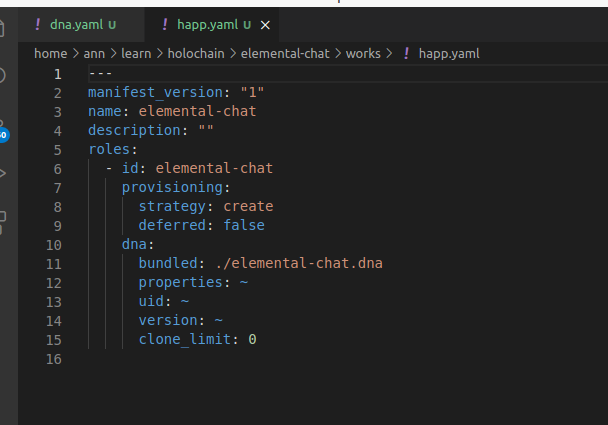 ! dna.yaml U ! happ.yaml U ×
home > ann > learn > holochain > elemental-chat > works > ! happ.yaml
1 ---
2 manifest_version: "1"
3 name: elemental-chat
4 description: ""
5 roles:
6 - id: elemental-chat
7 provisioning:
8 strategy: create
9 deferred: false
10 dna:
11 bundled: ./elemental-chat.dna
12 properties: ~
13 uid: ~
14 version: ~
15 clone_limit: 0
16